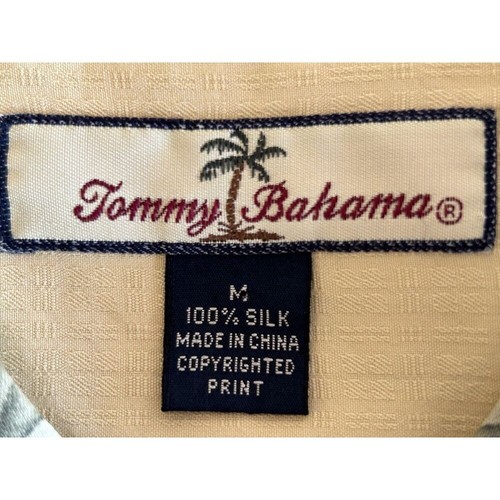 Tommy Bahama®
M
100% SILK
MADE IN CHINA
COPYRIGHTED
PRINT